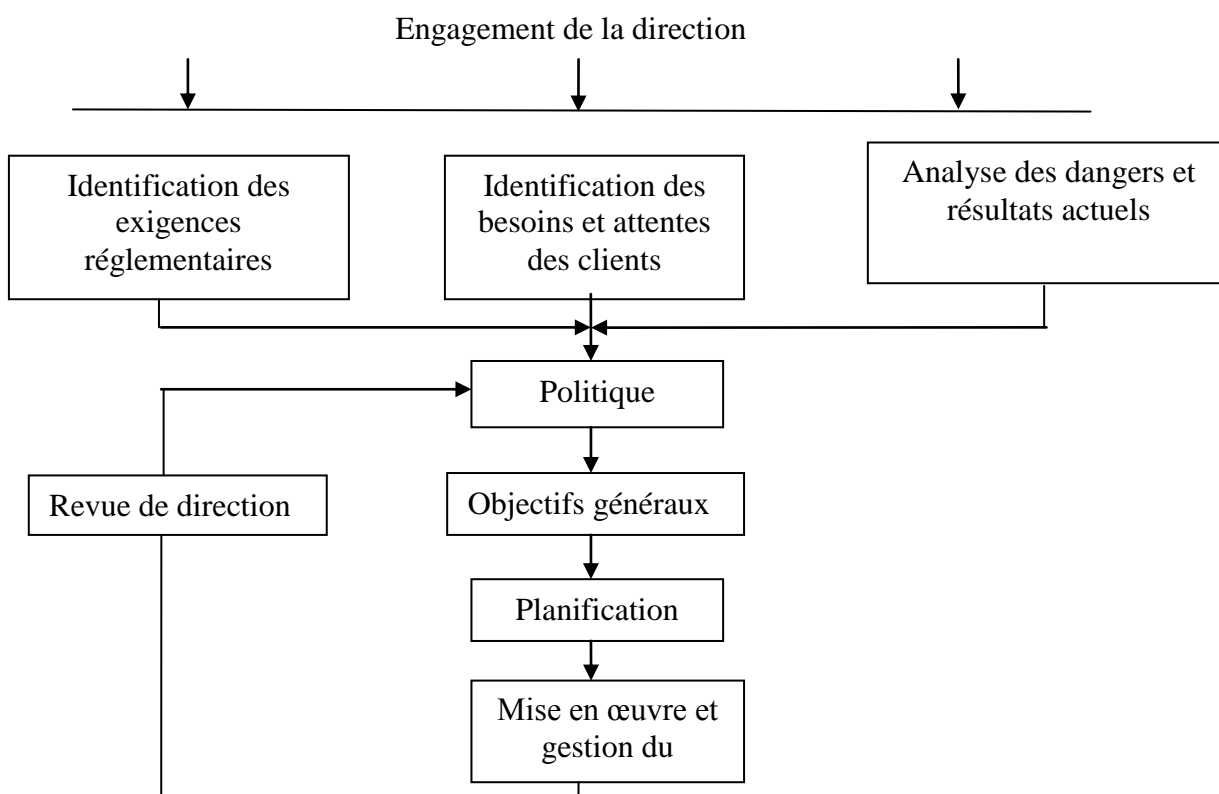 Engagement de la direction
Identification des
exigences
réglementaires
Identification des
besoins et attentes
des clients
Analyse des dangers et
résultats actuels
Politique
Revue de direction
Objectifs généraux
Planification
Mise en œuvre et
gestion du